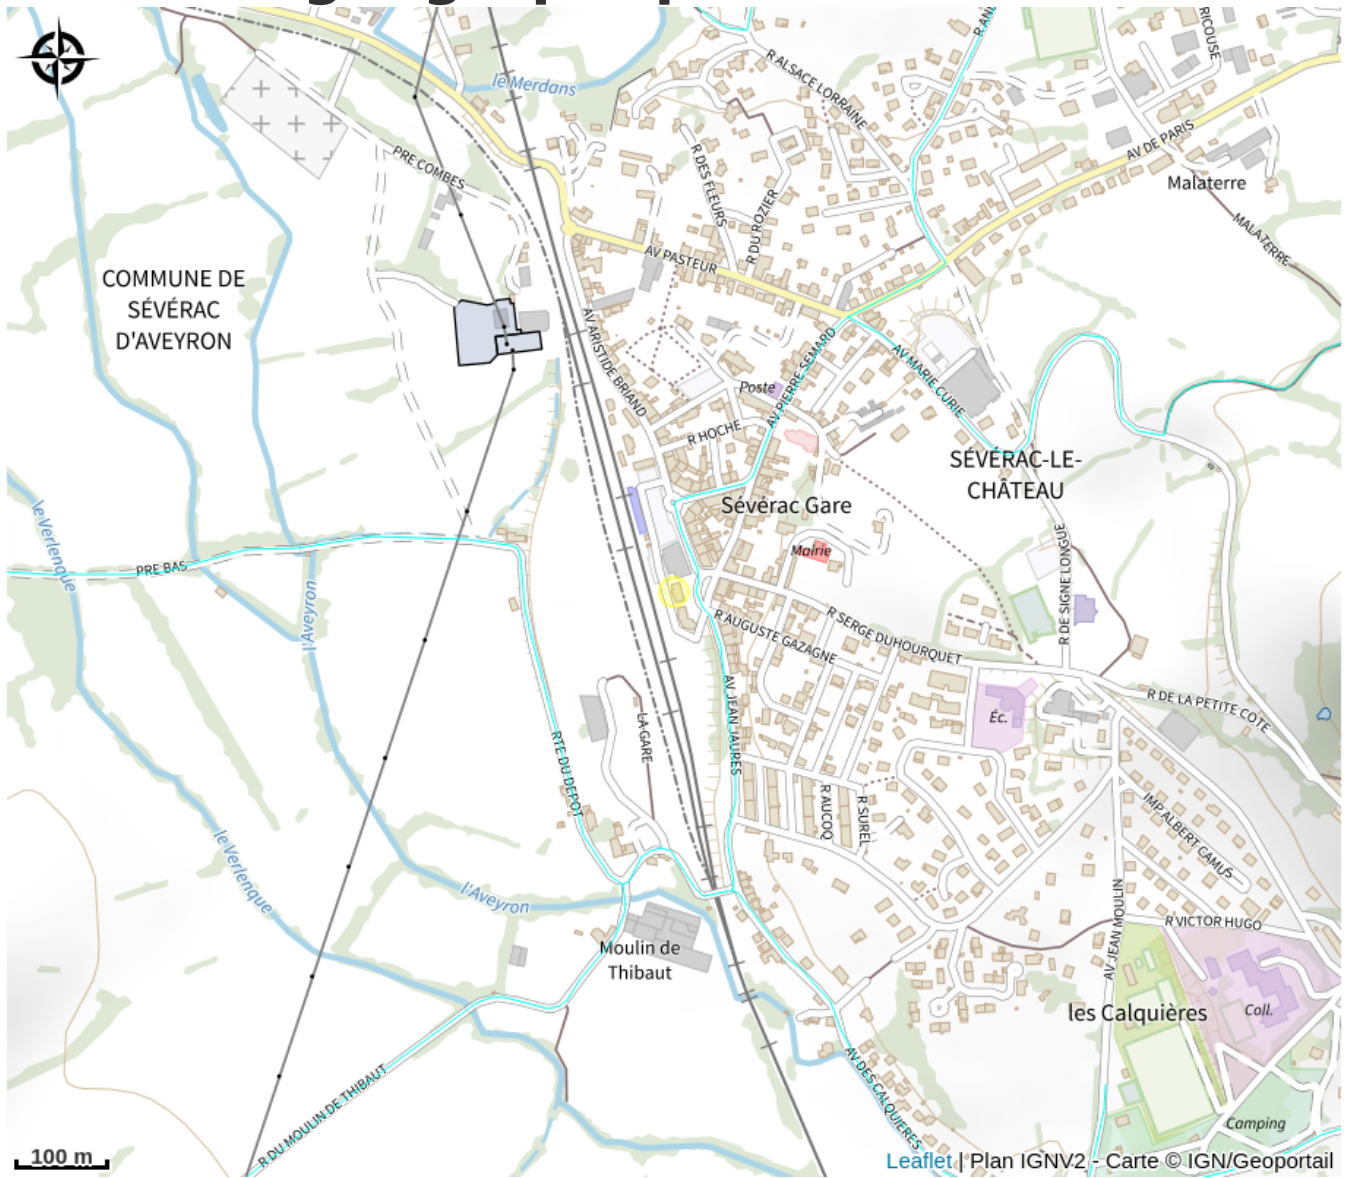 le Merdans
R ALSACE LORRAINE
RICOUSE
PRE COMBES
R DES FLEURS
R DU ROZIER
AV DE PARIS
Malaterre
MALATERRE
AV PASTEUR
COMMUNE DE
SÉVÉRAC
D'AVEYRON
AV ARISTIDE BRIAND
AV PIERRE SEMARD
AV MARIE CURIE
Poste
R HOCHE
SÉVÉRAC-LE-
CHÂTEAU
Sévérac Gare
Mairie
le Verlenque
PRE BAS
l'Aveyron
R DE SIGNE LONGUE
R AUGUSTE GAZAGNE
R SERGE DUHOURQUET
R DE LA PETITE COTE
Éc.
LA GARE
AV JEAN JAURES
RTE DU DEPOT
R AUCOQ
R SUREL
IMP ALBERT CAMUS
le Verlenque
l'Aveyron
AV JEAN MOULIN
R VICTOR HUGO
Moulin de
Thibaut
les Calquières
Coll.
AV DES CALQUIERES
R DU MOULIN DE THIBAUT
Camping
100 m
Leaflet | Plan IGNV2 - Carte © IGN/Geoportail